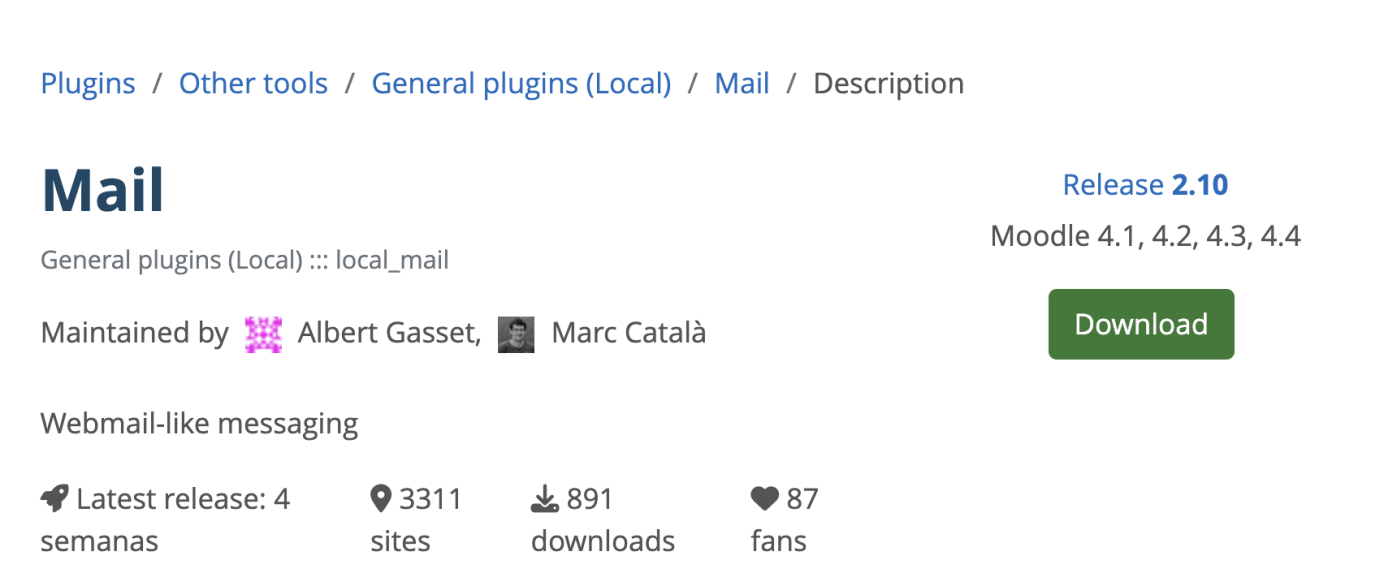 Plugins / Other tools / General plugins (Local) / Mail / Description
Mail
General plugins (Local) ::: local_mail
Maintained by Albert Gasset, Marc Català
Webmail-like messaging
Release 2.10
Moodle 4.1, 4.2, 4.3, 4.4
Download
Latest release: 4
semanas
3311
sites
891
downloads
87
fans